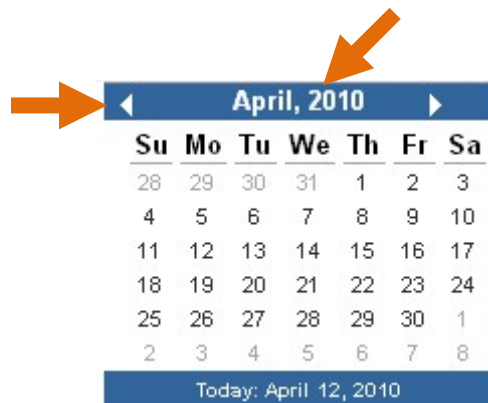 April, 2010
Su Mo Tu We Th Fr Sa
28 29 30 31 1 2 3
4 5 6 7 8 9 10
11 12 13 14 15 16 17
18 19 20 21 22 23 24
25 26 27 28 29 30 1
2 3 4 5 6 7 8
Today: April 12, 2010